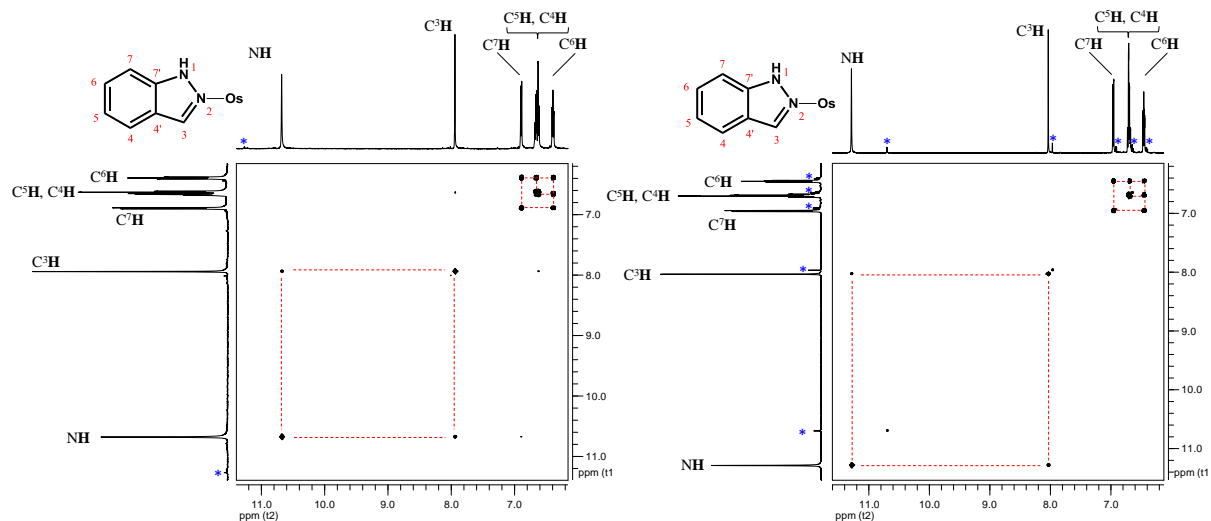 C³H
C⁵H, C⁴H
C⁷H
C⁶H
NH
7
H
1
6
7'
N
Os
2
5
4'
3
4
*
C⁶H
C⁵H, C⁴H
C⁷H
C³H
NH
*
7.0
8.0
9.0
10.0
11.0
ppm (t1
11.0
10.0
9.0
8.0
7.0
ppm (t2)
C³H
C⁵H, C⁴H
C⁷H
C⁶H
NH
7
H
1
6
7'
N
Os
2
5
4'
3
4
*
*
*
*
*
C⁶H
*
C⁵H, C⁴H
*
C⁷H
*
C³H
*
*
NH
7.0
8.0
9.0
10.0
11.0
ppm (t1
11.0
10.0
9.0
8.0
7.0
ppm (t2)